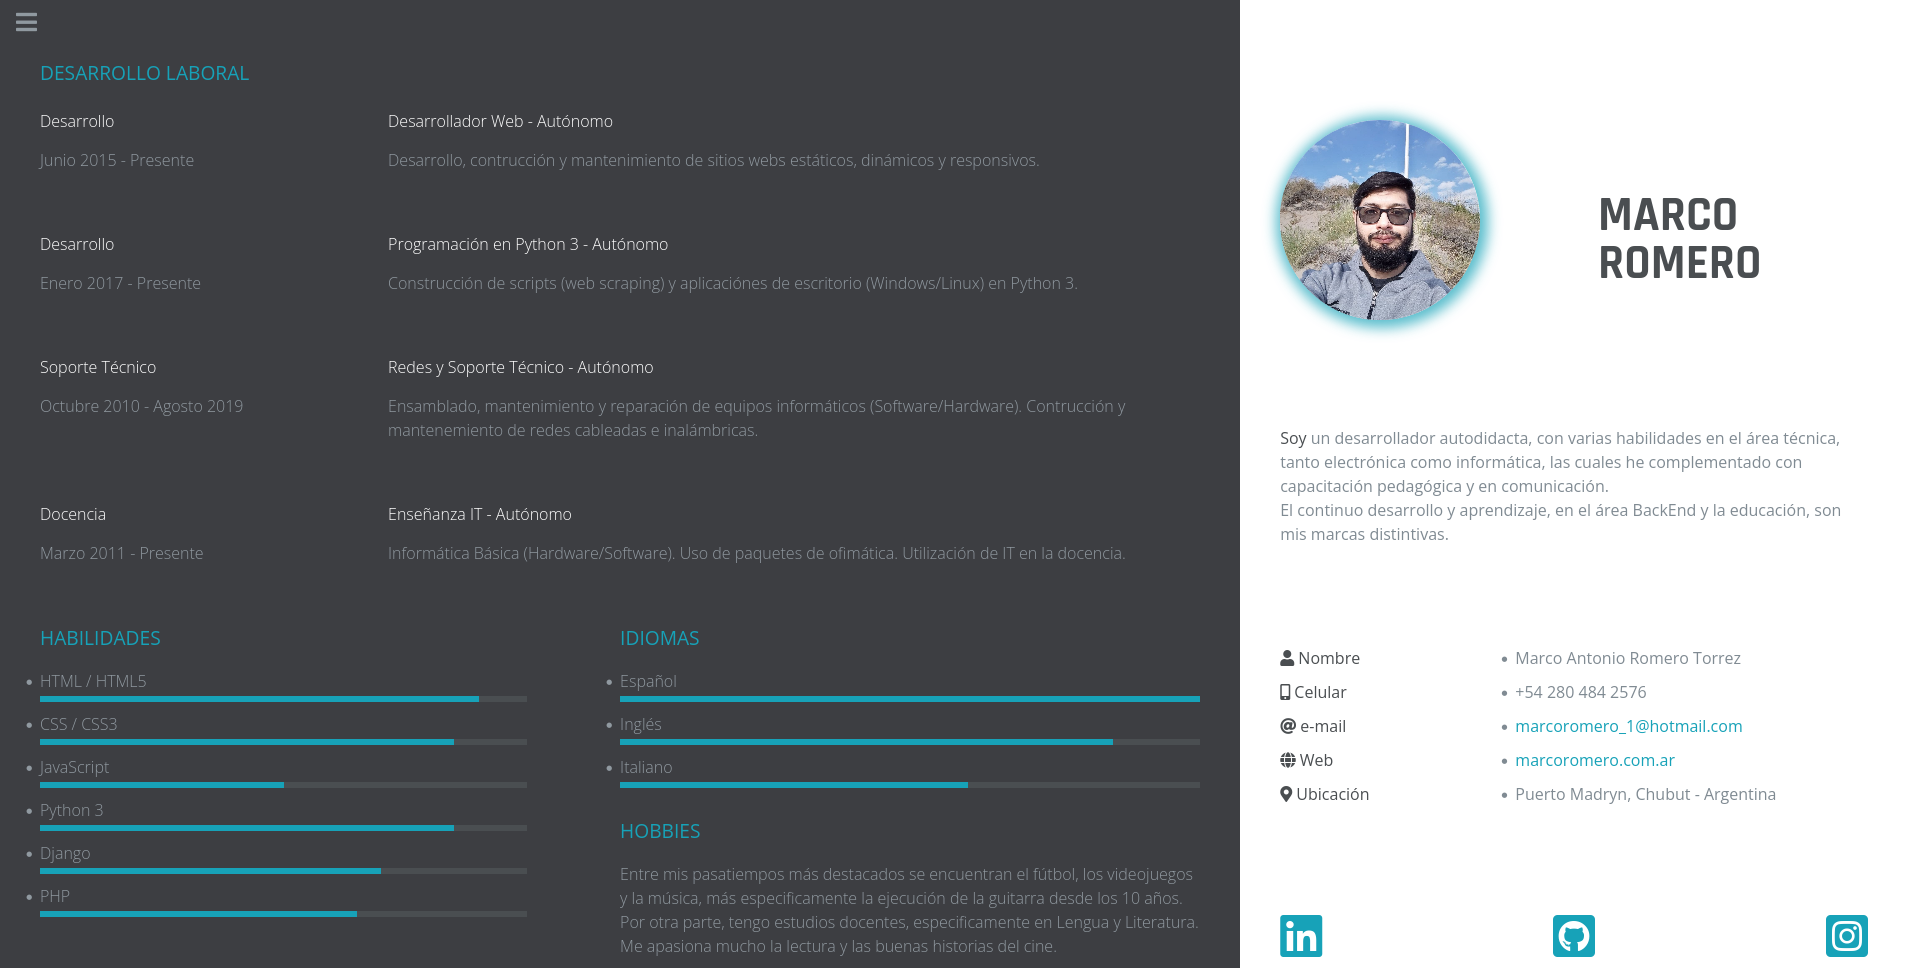 DESARROLLO LABORAL
Desarrollo
Desarrollador Web - Autónomo
Junio 2015 - Presente
Desarrollo, contrucción y mantenimiento de sitios webs estáticos, dinámicos y responsivos.
Desarrollo
Programación en Python 3 - Autónomo
Enero 2017 - Presente
Construcción de scripts (web scraping) y aplicaciónes de escritorio (Windows/Linux) en Python 3.
Soporte Técnico
Redes y Soporte Técnico - Autónomo
Octubre 2010 - Agosto 2019
Ensamblado, mantenimiento y reparación de equipos informáticos (Software/Hardware). Contrucción y
mantenemiento de redes cableadas e inalámbricas.
Docencia
Enseñanza IT - Autónomo
Marzo 2011 - Presente
Informática Básica (Hardware/Software). Uso de paquetes de ofimática. Utilización de IT en la docencia.
HABILIDADES
HTML / HTML5
CSS / CSS3
JavaScript
Python 3
Django
PHP
IDIOMAS
Español
Inglés
Italiano
HOBBIES
Entre mis pasatiempos más destacados se encuentran el fútbol, los videojuegos
y la música, más especificamente la ejecución de la guitarra desde los 10 años.
Por otra parte, tengo estudios docentes, especificamente en Lengua y Literatura.
Me apasiona mucho la lectura y las buenas historias del cine.
MARCO
ROMERO
Soy un desarrollador autodidacta, con varias habilidades en el área técnica,
tanto electrónica como informática, las cuales he complementado con
capacitación pedagógica y en comunicación.
El continuo desarrollo y aprendizaje, en el área BackEnd y la educación, son
mis marcas distintivas.
Nombre
Marco Antonio Romero Torrez
Celular
+54 280 484 2576
e-mail
marcoromero_1@hotmail.com
Web
marcoromero.com.ar
Ubicación
Puerto Madryn, Chubut - Argentina